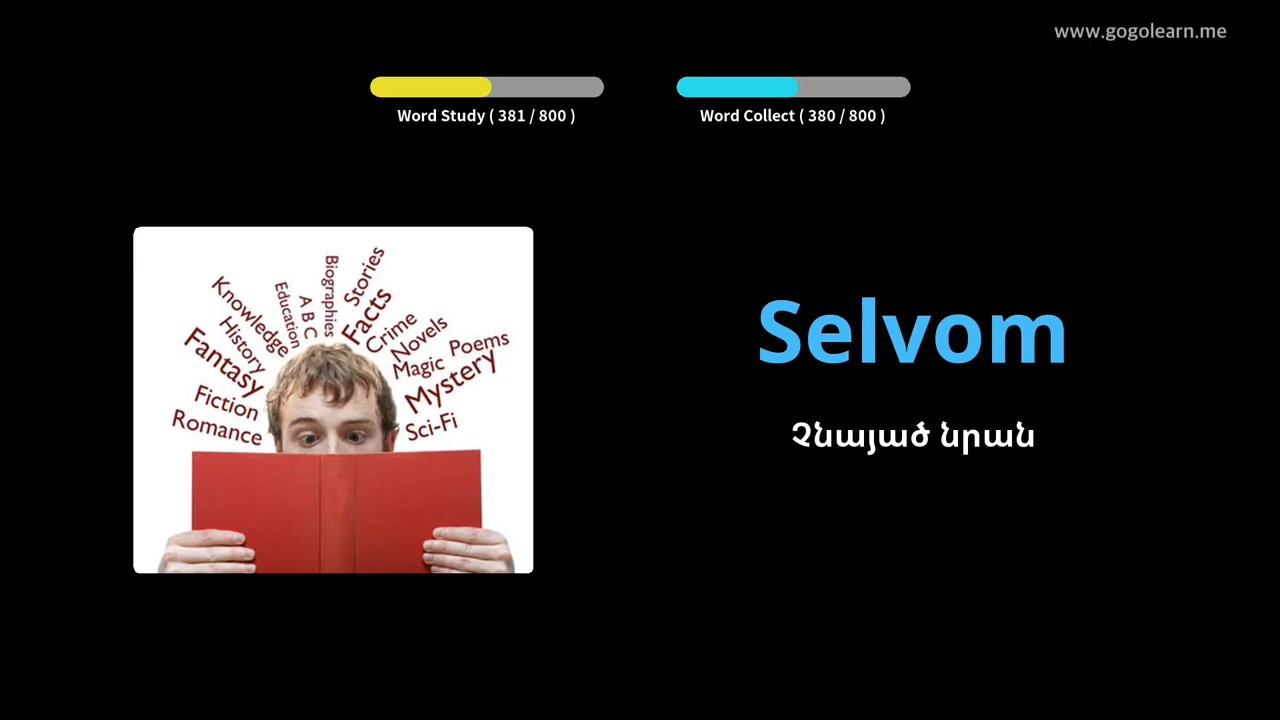 www.gogolearn.me
Word Study ( 381 / 800 )
Word Collect ( 380 / 800 )
Biographies
Stories
Education
A B C
Facts
Knowledge
Crime
History
Novels
Fantasy
Magic
Poems
Mystery
Fiction
Romance
Sci-Fi
Selvom
Չնայած նրան